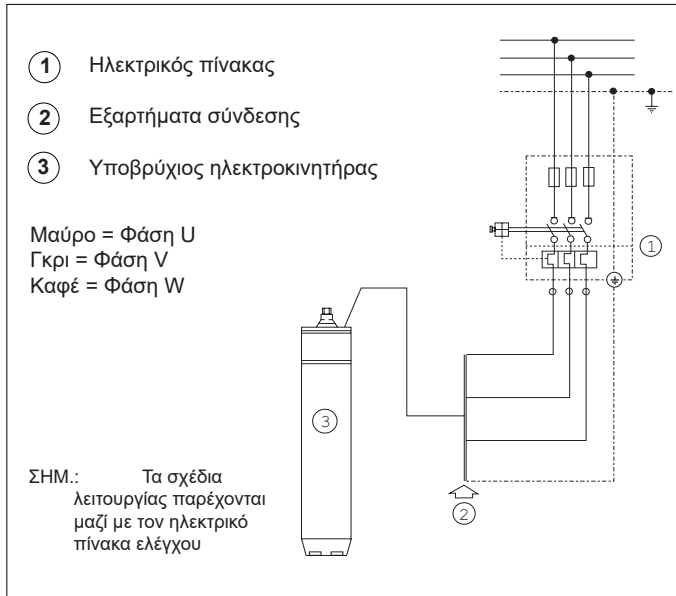 1 Ηλεκτρικός πίνακας
2 Εξαρτήματα σύνδεσης
3 Υποβρύχιος ηλεκτροκινητήρας
Μαύρο = Φάση U
Γκρι = Φάση V
Καφέ = Φάση W
ΣΗΜ.: Τα σχέδια
λειτουργίας παρέχονται
μαζί με τον ηλεκτρικό
πίνακα ελέγχου
1
3
2